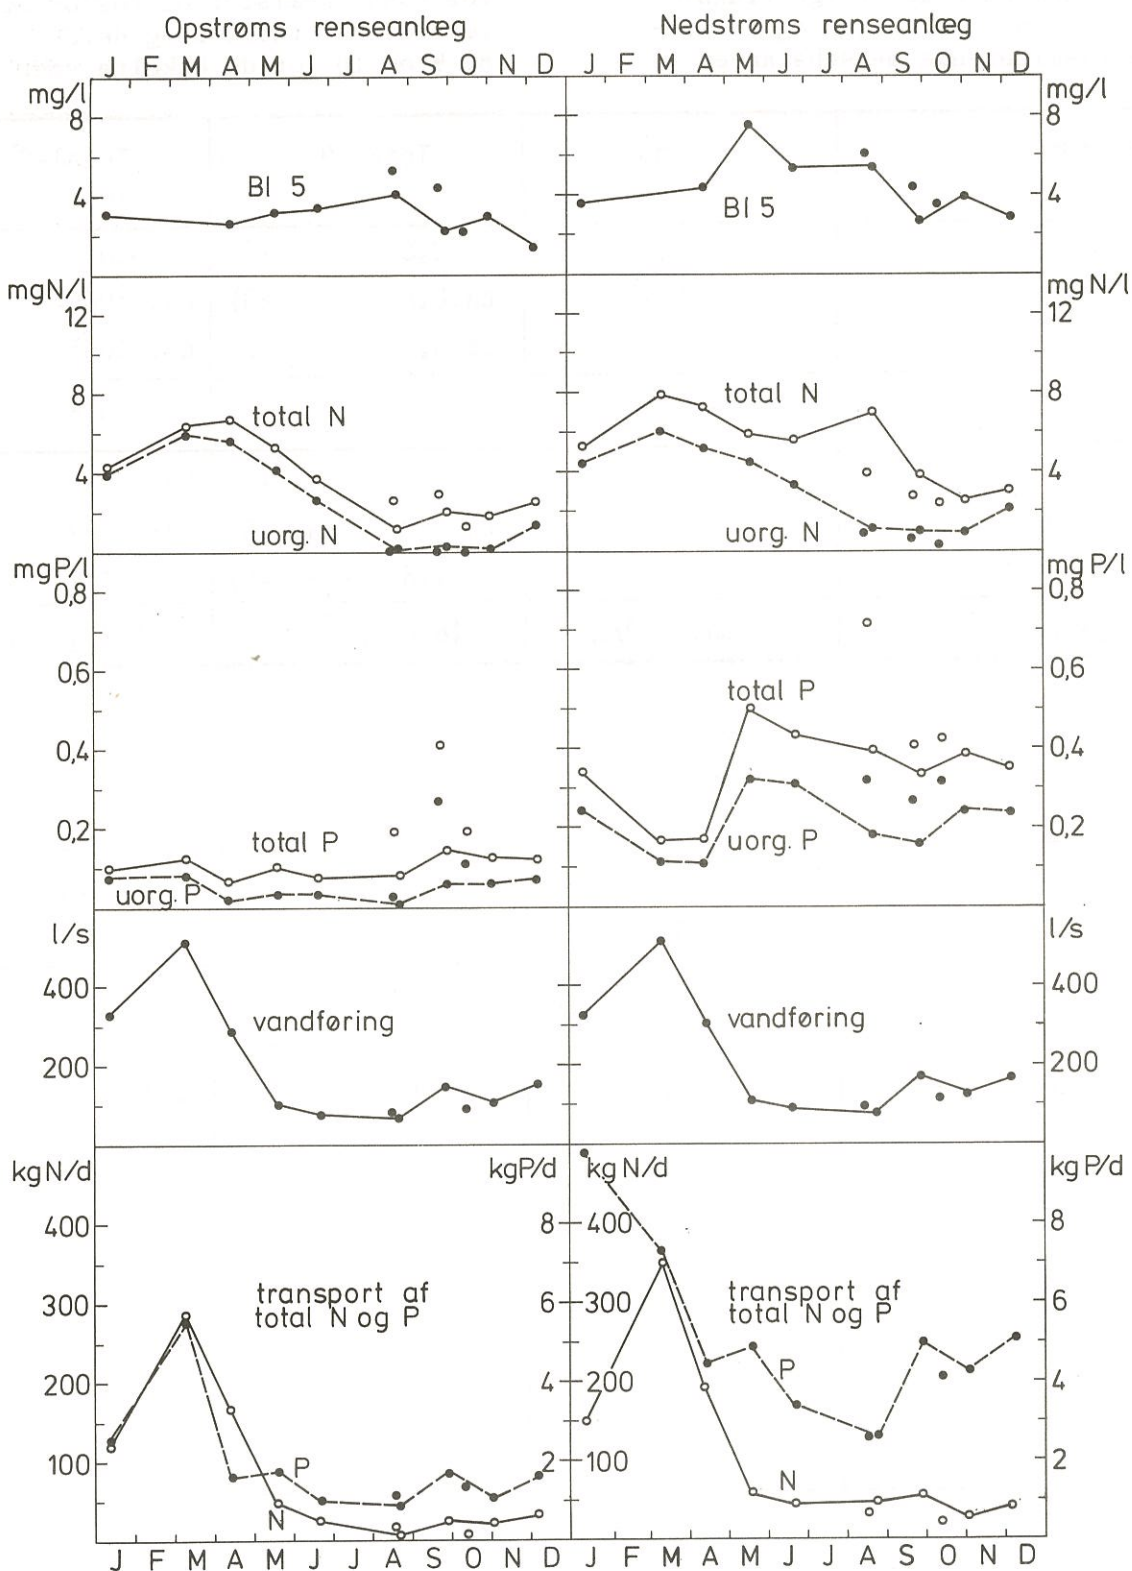 Opstrøms renseanlæg
Nedstrøms renseanlæg
J F M A M J J A S O N D
J F M A M J J A S O N D
mg/l
8
4
BI 5
BI 5
mg/l
8
4
mgN/l
12
8
4
total N
uorg. N
total N
uorg. N
mg N/l
12
8
4
mgP/l
0,8
0,6
0,4
0,2
total P
uorg. P
total P
uorg. P
mg P/l
0,8
0,6
0,4
0,2
l/s
400
200
vandføring
vandføring
l/s
400
200
kgN/d
400
300
200
100
transport af
total N og P
P
N
kgP/d
8
6
4
2
kg N/d
400
300
200
100
transport af
total N og P
P
N
kg P/d
8
6
4
2
J F M A M J J A S O N D
J F M A M J J A S O N D